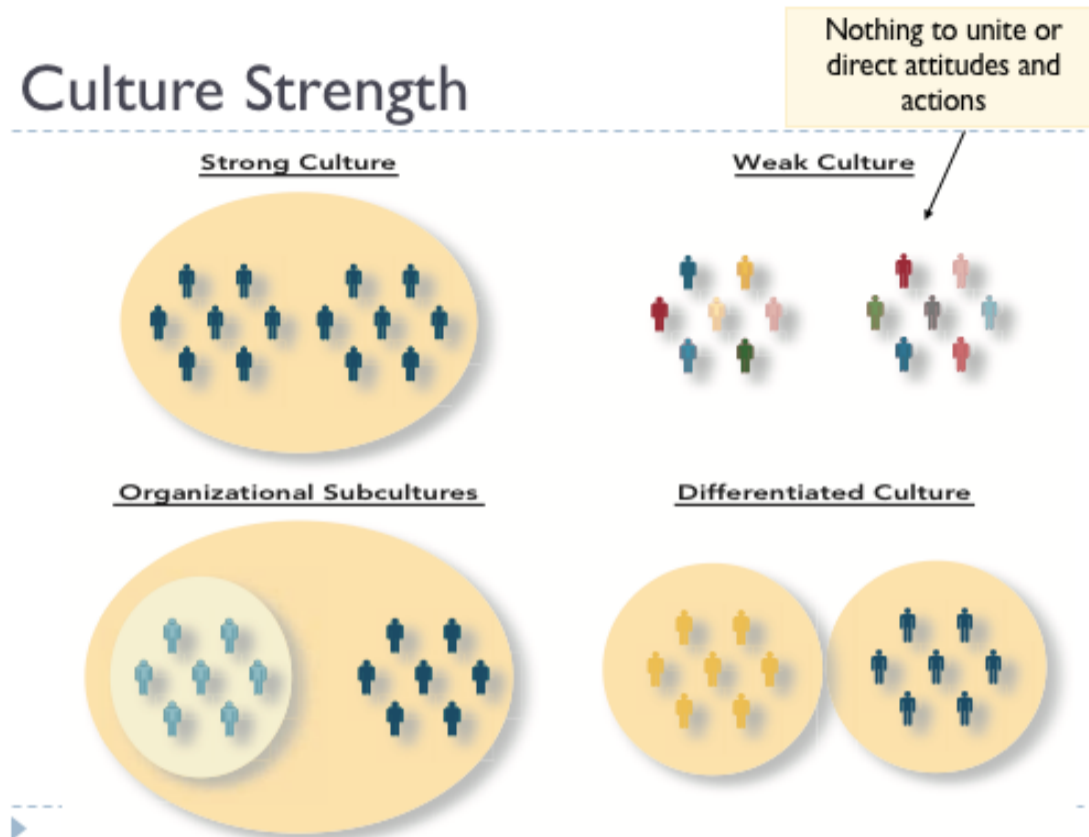 Nothing to unite or
direct attitudes and
actions
Culture Strength
Strong Culture
Weak Culture
Organizational Subcultures
Differentiated Culture